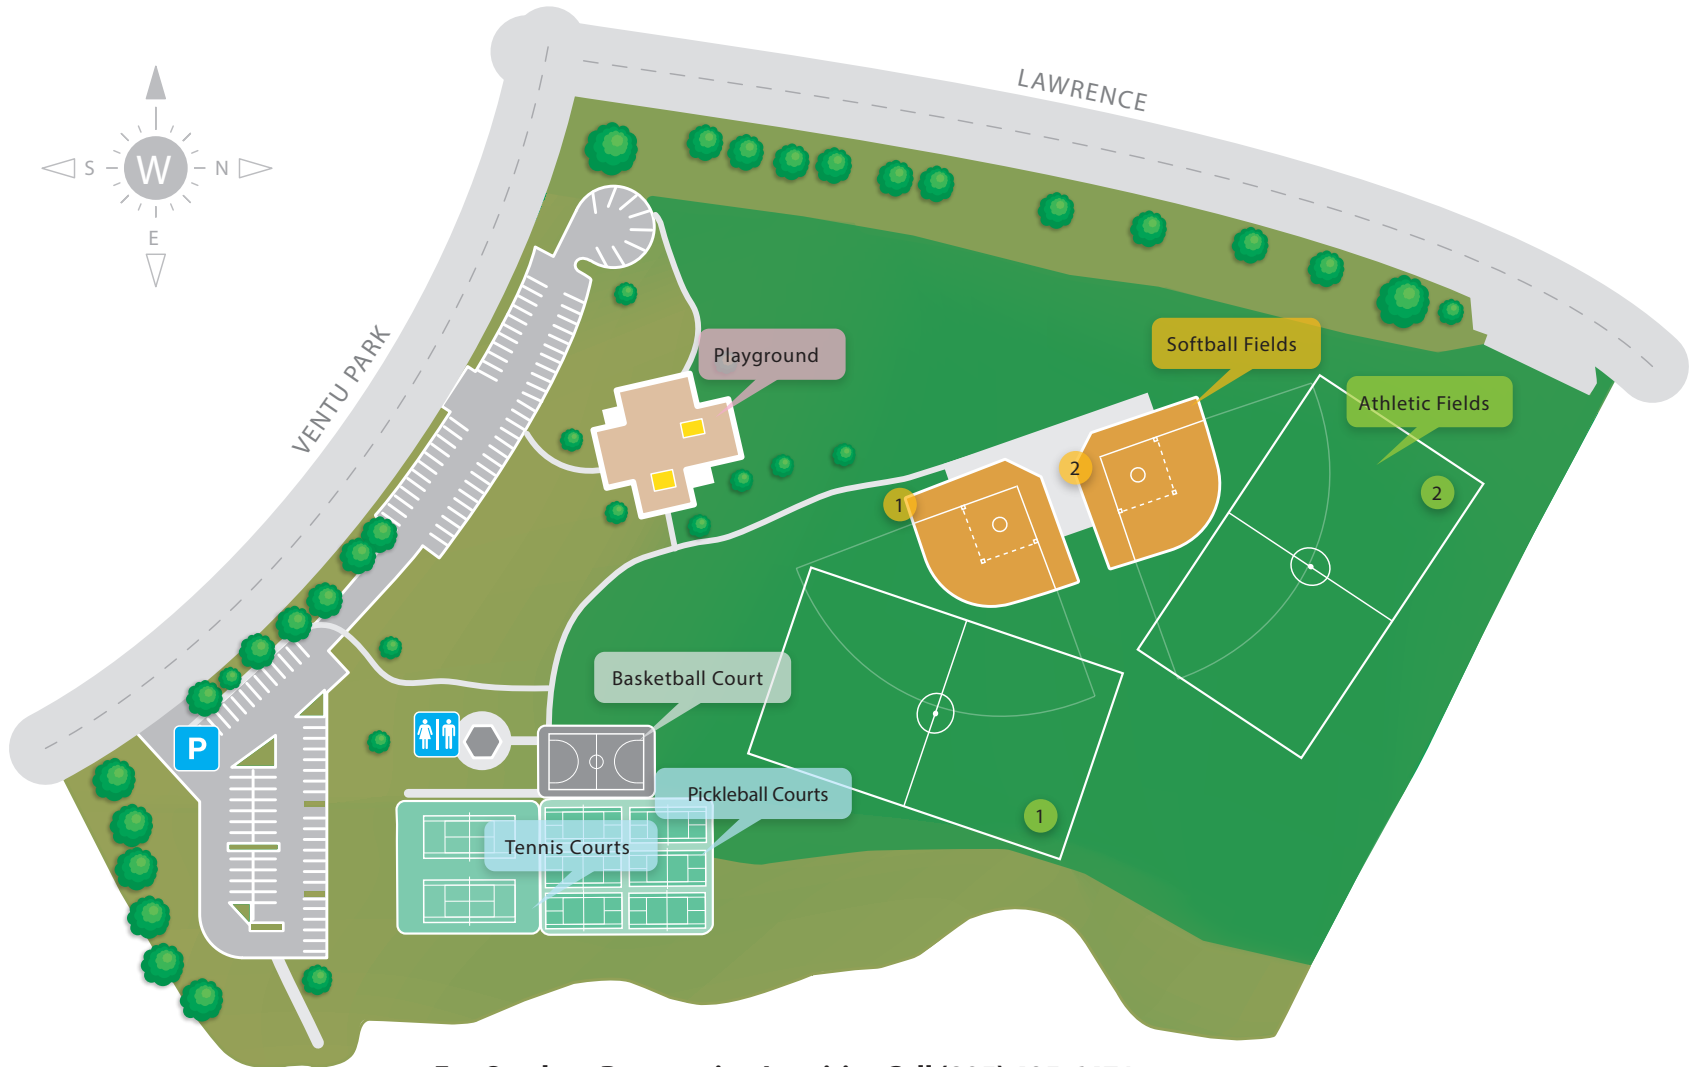 LAWRENCE
W
S
N
E
VENTU PARK
Playground
Softball Fields
Athletic Fields
2
2
1
Basketball Court
P
Pickleball Courts
1
Tennis Courts